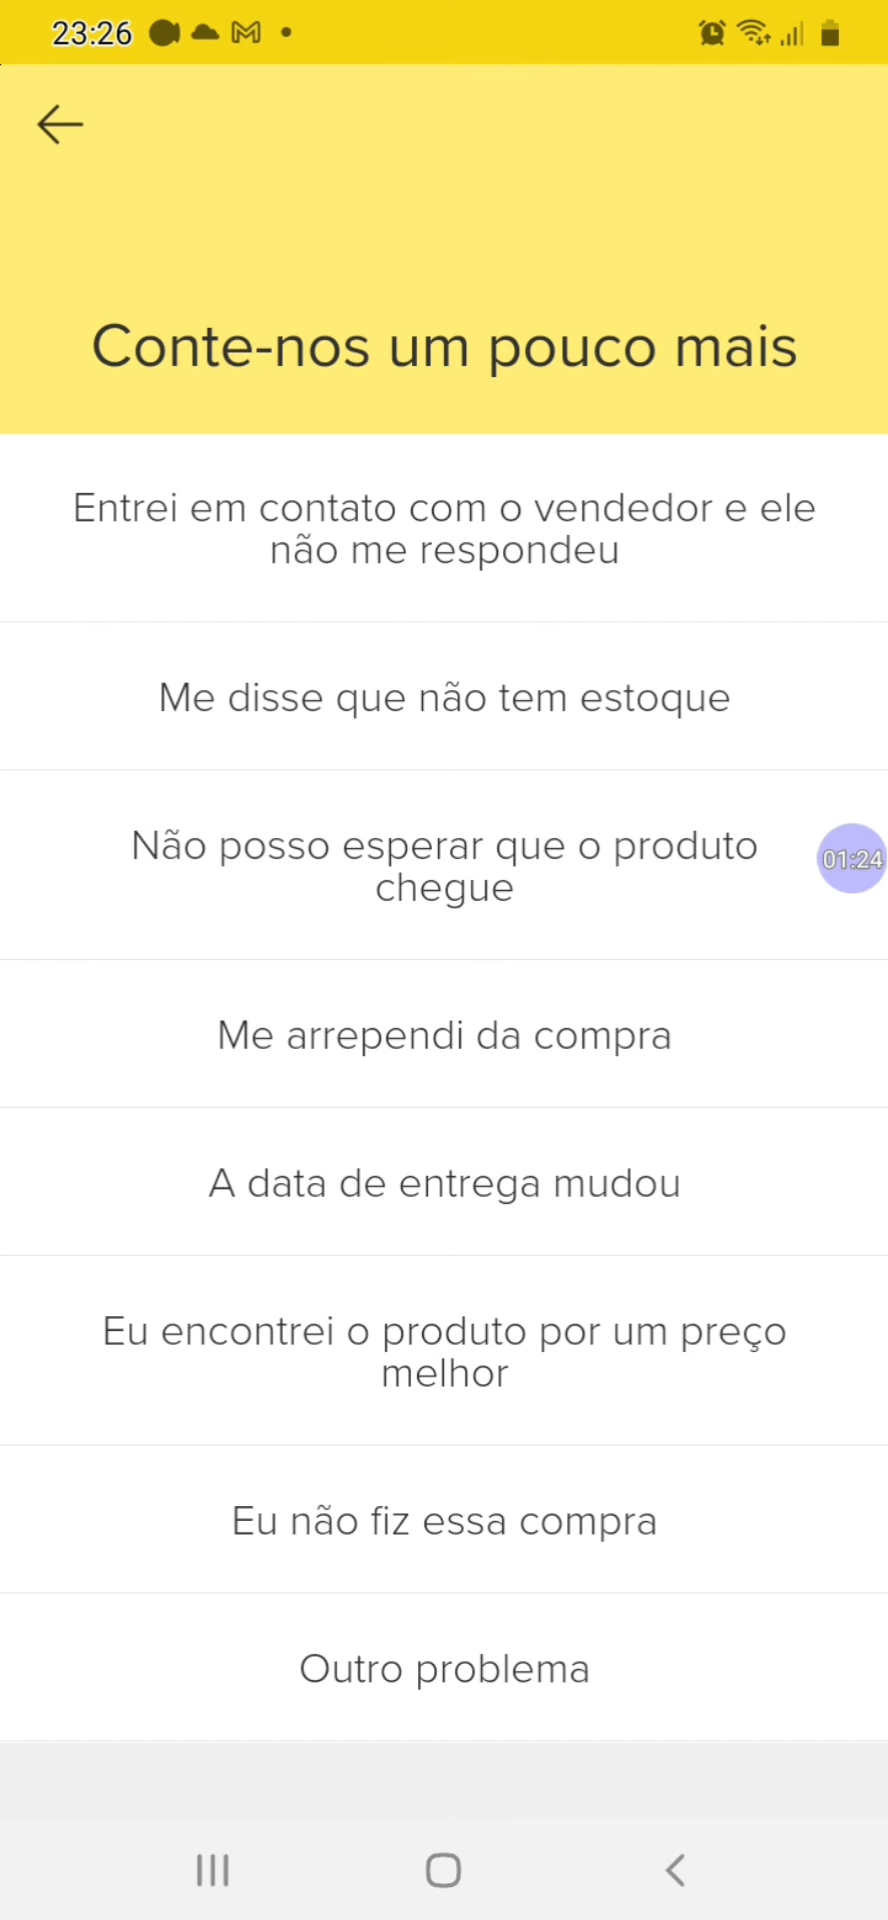 23:26
Conte-nos um pouco mais
Entrei em contato com o vendedor e ele
não me respondeu
Me disse que não tem estoque
Não posso esperar que o produto
chegue
01:24
Me arrependi da compra
A data de entrega mudou
Eu encontrei o produto por um preço
melhor
Eu não fiz essa compra
Outro problema